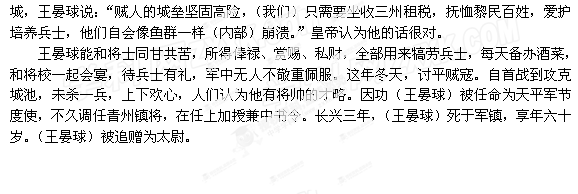 城，王晏球说：“贼人的城垒坚固高险，（我们）只需要坐收三州租税，抚恤黎民百姓，爱护
培养兵士，他们自会像鱼群一样（内部）崩溃。”皇帝认为他的话很对。
王晏球能和将士同甘共苦，所得俸禄、赏赐、私财，全部用来犒劳兵士，每天备办酒菜，
和将校一起会宴，待兵士有礼，军中无人不敬重佩服。这年冬天，讨平贼寇。自首战到攻克
城池，未杀一兵，上下欢心，人们认为他有将帅的才略。因功（王晏球）被任命为天平军节
度使，不久调任青州镇将，在任上加授兼中书令。长兴三年，（王晏球）死于军镇，享年六十
岁。（王晏球）被追赠为太尉。